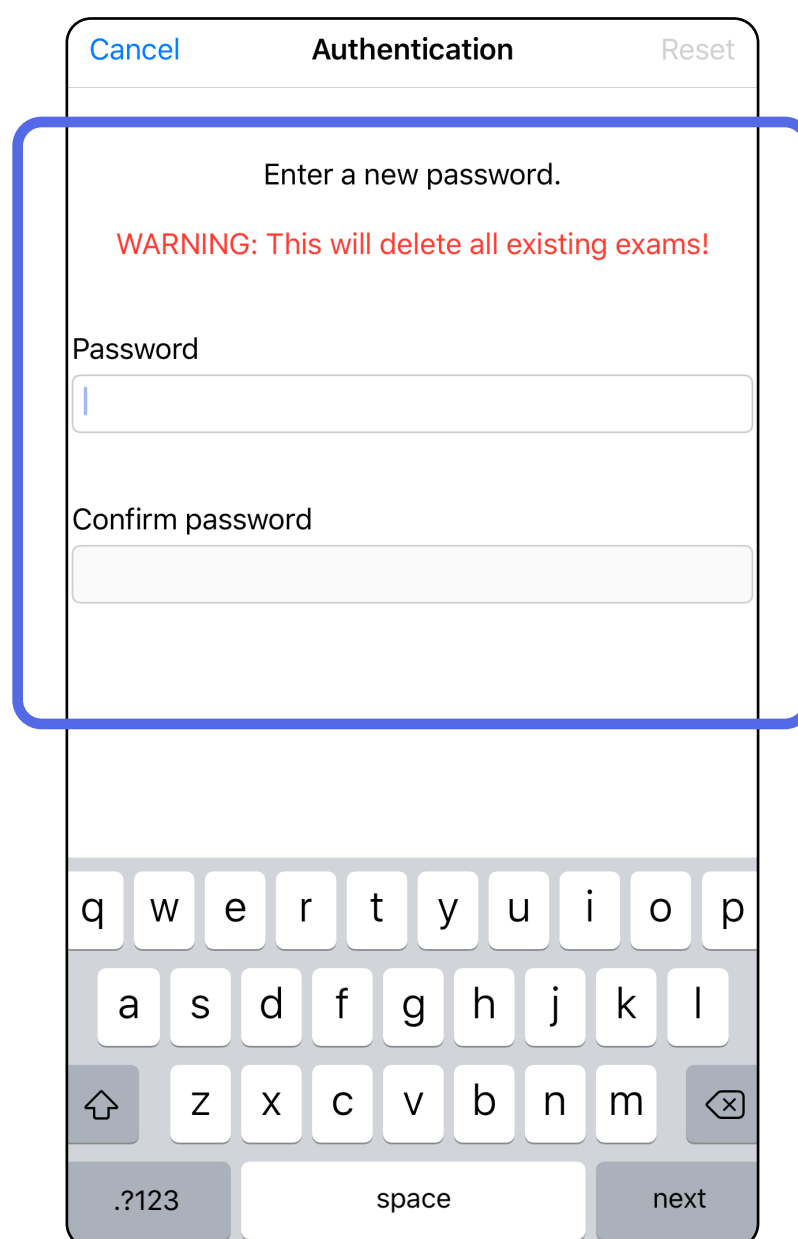 Cancel Authentication Reset
Enter a new password.
WARNING: This will delete all existing exams!
Password
Confirm password
q w e r t y u i o p
a s d f g h j k l
z x c v b n m
.?123 space next